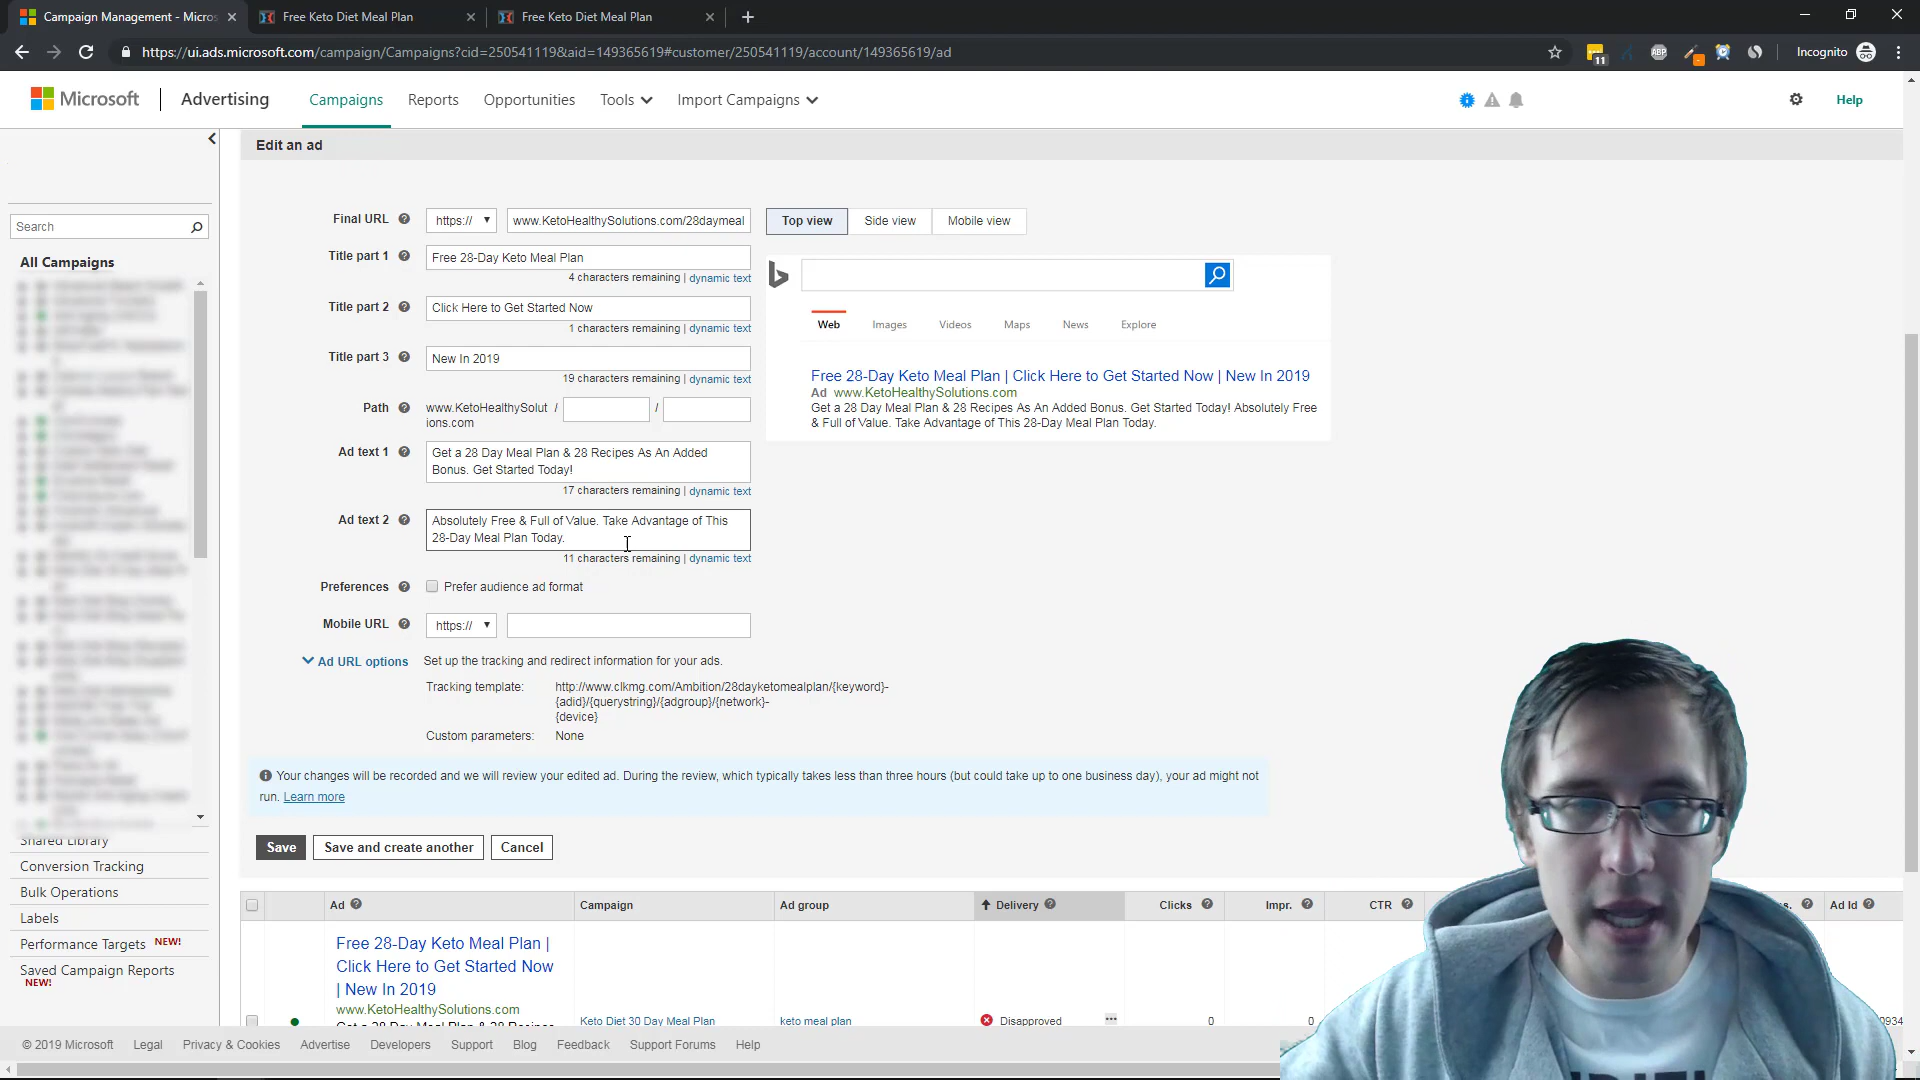 Campaign Management - Micros
Free Keto Diet Meal Plan
Free Keto Diet Meal Plan
https://ui.ads.microsoft.com/campaign/Campaigns?cid=250541119&aid=149365619#customer/250541119/account/149365619/ad
11
ABP
Incognito
Microsoft
Advertising
Campaigns
Reports
Opportunities
Tools
Import Campaigns
Help
Edit an ad
Search
All Campaigns
Shared Library
Conversion Tracking
Bulk Operations
Labels
Performance Targets NEW!
Saved Campaign Reports
NEW!
Final URL
https://
www.KetoHealthySolutions.com/28daymeal
Title part 1
Free 28-Day Keto Meal Plan
4 characters remaining | dynamic text
Title part 2
Click Here to Get Started Now
1 characters remaining | dynamic text
Title part 3
New In 2019
19 characters remaining | dynamic text
Path
www.KetoHealthySolut / /
ions.com
Ad text 1
Get a 28 Day Meal Plan & 28 Recipes As An Added
Bonus. Get Started Today!
17 characters remaining | dynamic text
Ad text 2
Absolutely Free & Full of Value. Take Advantage of This
28-Day Meal Plan Today.
11 characters remaining | dynamic text
Preferences
Prefer audience ad format
Mobile URL
https://
Ad URL options
Set up the tracking and redirect information for your ads.
Tracking template:
http://www.clkmg.com/Ambition/28dayketomealplan/{keyword}-
{adid}/{querystring}/{adgroup}/{network}-
{device}
Custom parameters: None
Top view
Side view
Mobile view
Web
Images
Videos
Maps
News
Explore
Free 28-Day Keto Meal Plan | Click Here to Get Started Now | New In 2019
Ad www.KetoHealthySolutions.com
Get a 28 Day Meal Plan & 28 Recipes As An Added Bonus. Get Started Today! Absolutely Free
& Full of Value. Take Advantage of This 28-Day Meal Plan Today.
Your changes will be recorded and we will review your edited ad. During the review, which typically takes less than three hours (but could take up to one business day), your ad might not
run. Learn more
Save
Save and create another
Cancel
Ad
Campaign
Ad group
Delivery
Clicks
Impr.
CTR
Ad Id
Free 28-Day Keto Meal Plan |
Click Here to Get Started Now
| New In 2019
www.KetoHealthySolutions.com
Get a 28 Day Meal Plan & 28 Recipes
Keto Diet 30 Day Meal Plan
keto meal plan
Disapproved
0
0
© 2019 Microsoft
Legal
Privacy & Cookies
Advertise
Developers
Support
Blog
Feedback
Support Forums
Help